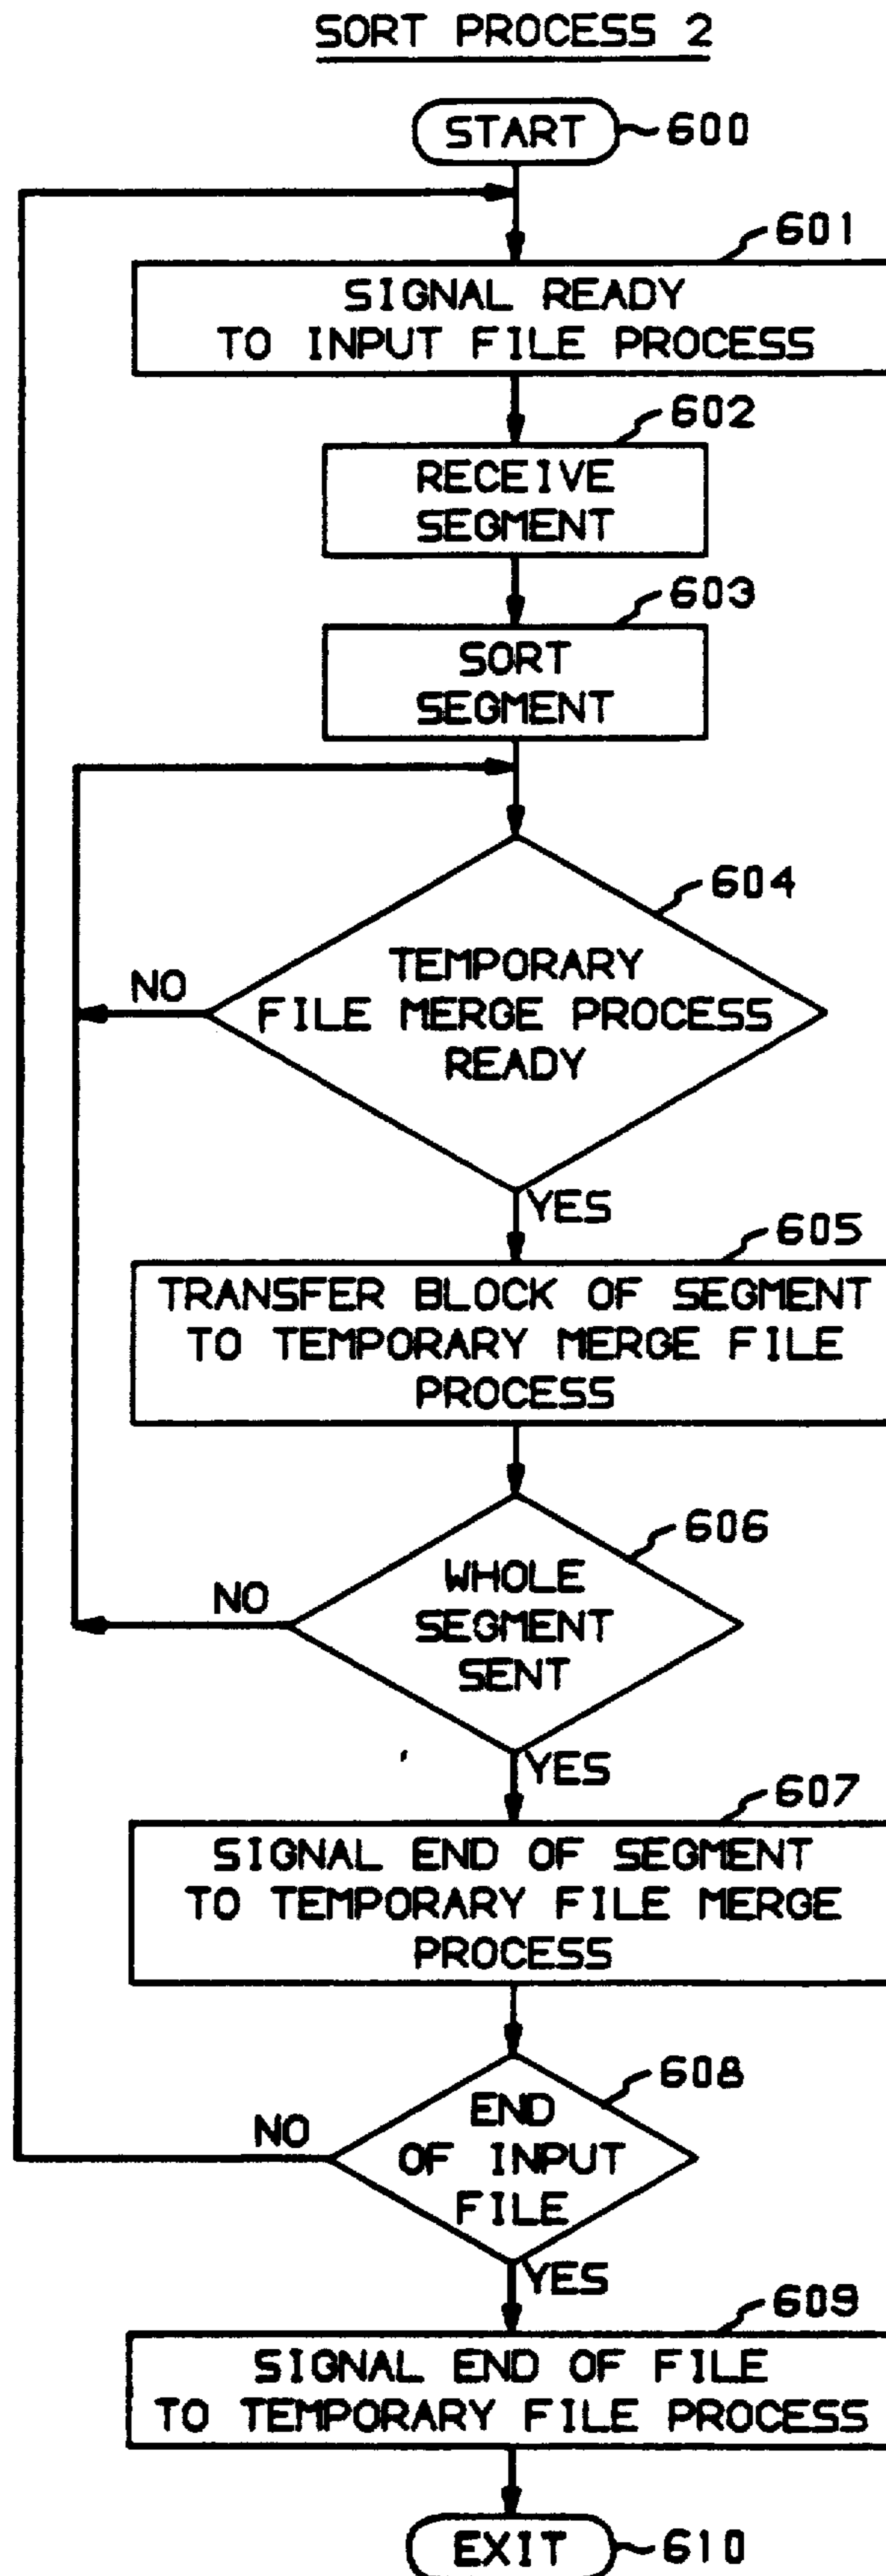 SORT PROCESS 2
START
600
601
SIGNAL READY
TO INPUT FILE PROCESS
602
RECEIVE
SEGMENT
603
SORT
SEGMENT
604
TEMPORARY
FILE MERGE PROCESS
READY
NO
YES
605
TRANSFER BLOCK OF SEGMENT
TO TEMPORARY MERGE FILE
PROCESS
606
WHOLE
SEGMENT
SENT
NO
YES
607
SIGNAL END OF SEGMENT
TO TEMPORARY FILE MERGE
PROCESS
608
END
OF INPUT
FILE
NO
YES
609
SIGNAL END OF FILE
TO TEMPORARY FILE PROCESS
EXIT
610